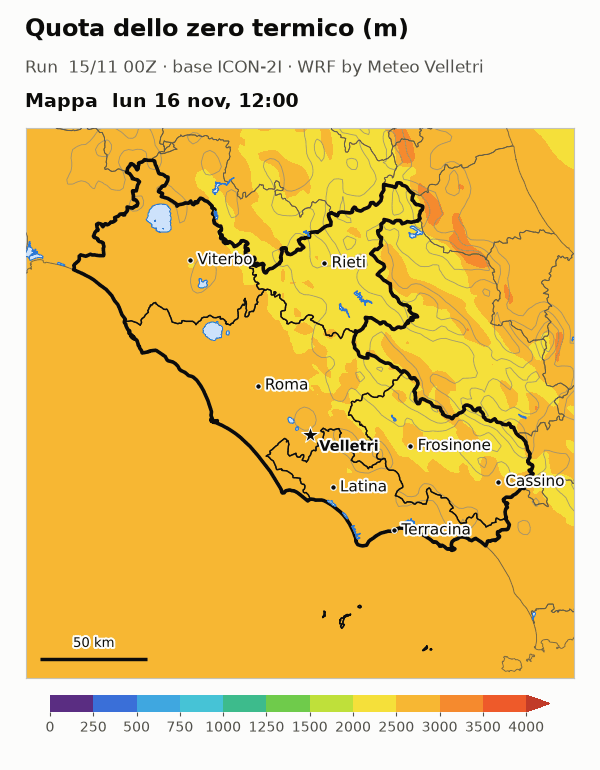 Quota dello zero termico (m)
Run  15/11 00Z · base ICON-2I · WRF by Meteo Velletri
Mappa  lun 16 nov, 12:00
Viterbo
Rieti
Roma
Velletri
Frosinone
Latina
Cassino
Terracina
50 km
0 250 500 750 1000 1250 1500 2000 2500 3000 3500 4000